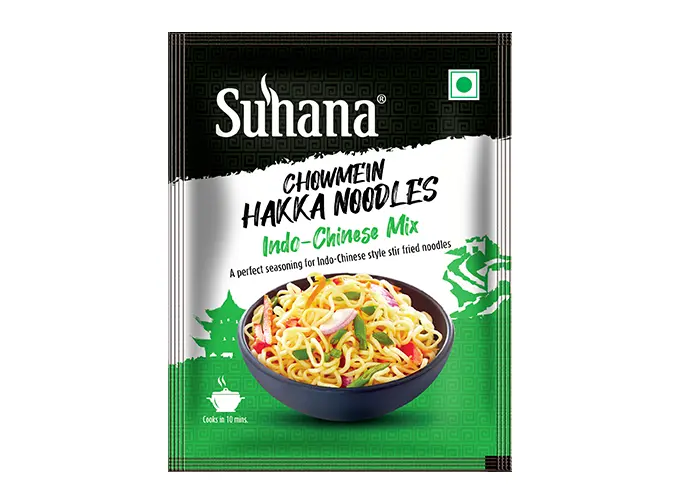 Suhana®
CHOWMEIN
HAKKA NOODLES
Indo-Chinese Mix
A perfect seasoning for Indo-Chinese style stir fried noodles
Cooks in 10 mins.